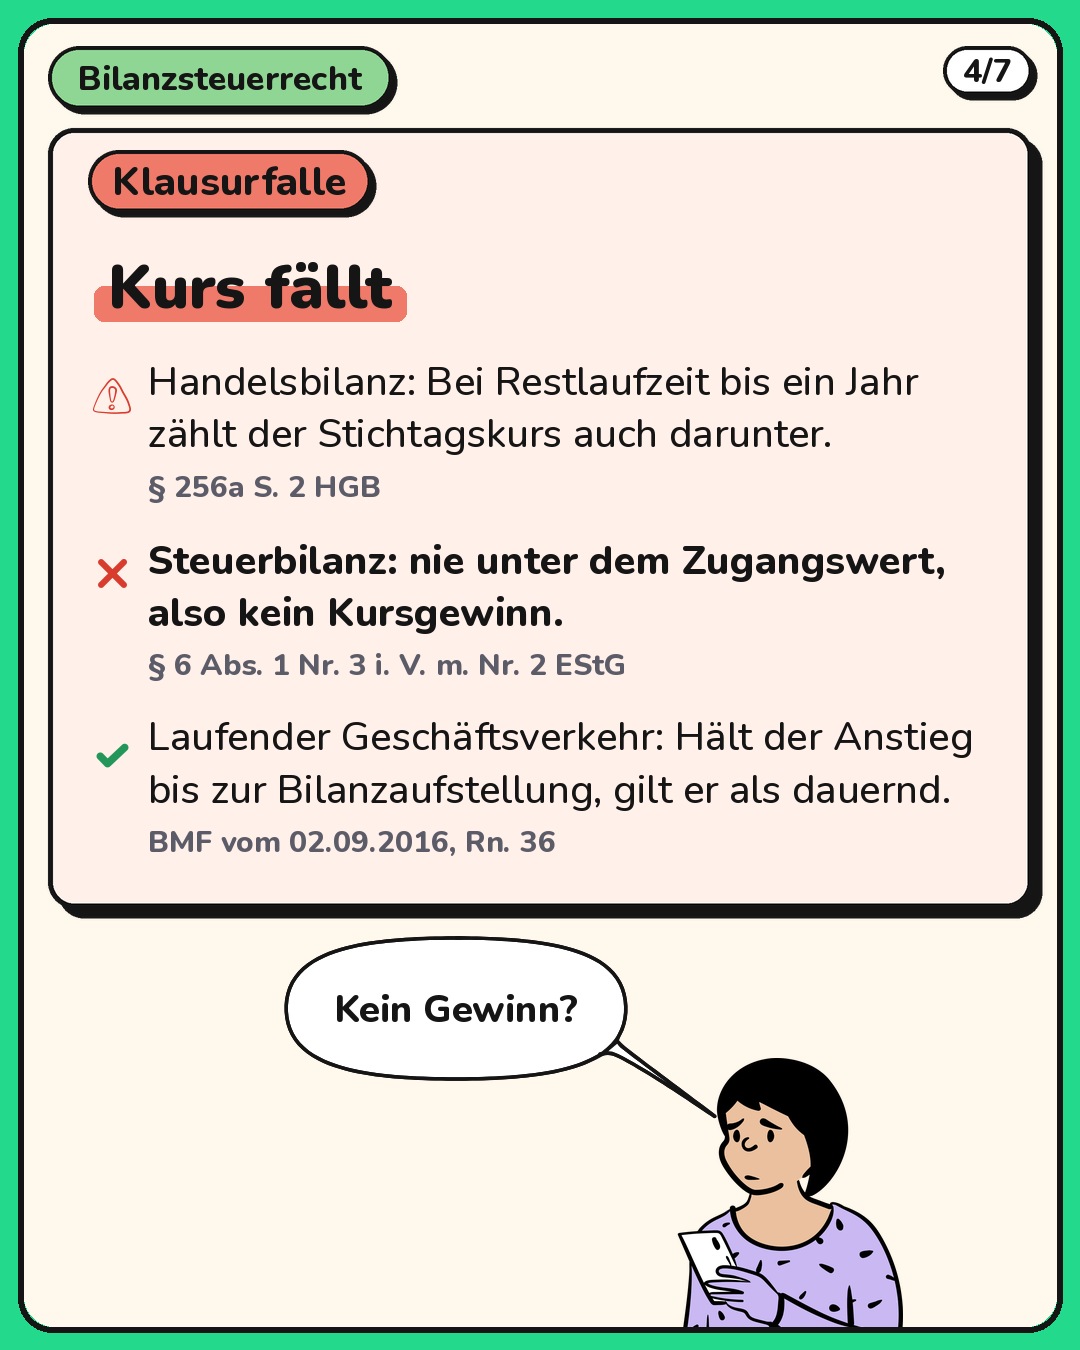 Bilanzsteuerrecht
4/7
Klausurfalle
Kurs fällt
Handelsbilanz: Bei Restlaufzeit bis ein Jahr
zählt der Stichtagskurs auch darunter.
§ 256a S. 2 HGB
Steuerbilanz: nie unter dem Zugangswert,
also kein Kursgewinn.
§ 6 Abs. 1 Nr. 3 i. V. m. Nr. 2 EStG
Laufender Geschäftsverkehr: Hält der Anstieg
bis zur Bilanzaufstellung, gilt er als dauernd.
BMF vom 02.09.2016, Rn. 36
Kein Gewinn?